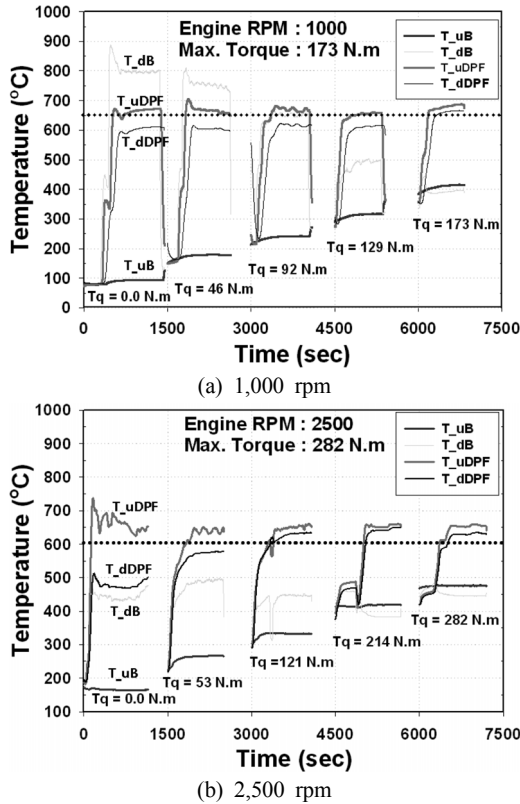 Engine RPM : 1000
Max. Torque : 173 N.m
T_uB
T_dB
T_uDPF
T_dDPF
T_dB
T_uDPF
T_dDPF
T_uB
Tq = 0.0 N.m
Tq = 46 N.m
Tq = 92 N.m
Tq = 129 N.m
Tq = 173 N.m
Temperature (°C)
1000
900
800
700
600
500
400
300
200
100
0
0 1500 3000 4500 6000 7500
Time (sec)
(a) 1,000 rpm
Engine RPM : 2500
Max. Torque : 282 N.m
T_uB
T_dB
T_uDPF
T_dDPF
T_uDPF
T_dDPF
T_dB
T_uB
Tq = 0.0 N.m
Tq = 53 N.m
Tq =121 N.m
Tq = 214 N.m
Tq = 282 N.m
Temperature (°C)
1000
900
800
700
600
500
400
300
200
100
0 1500 3000 4500 6000 7500
Time (sec)
(b) 2,500 rpm